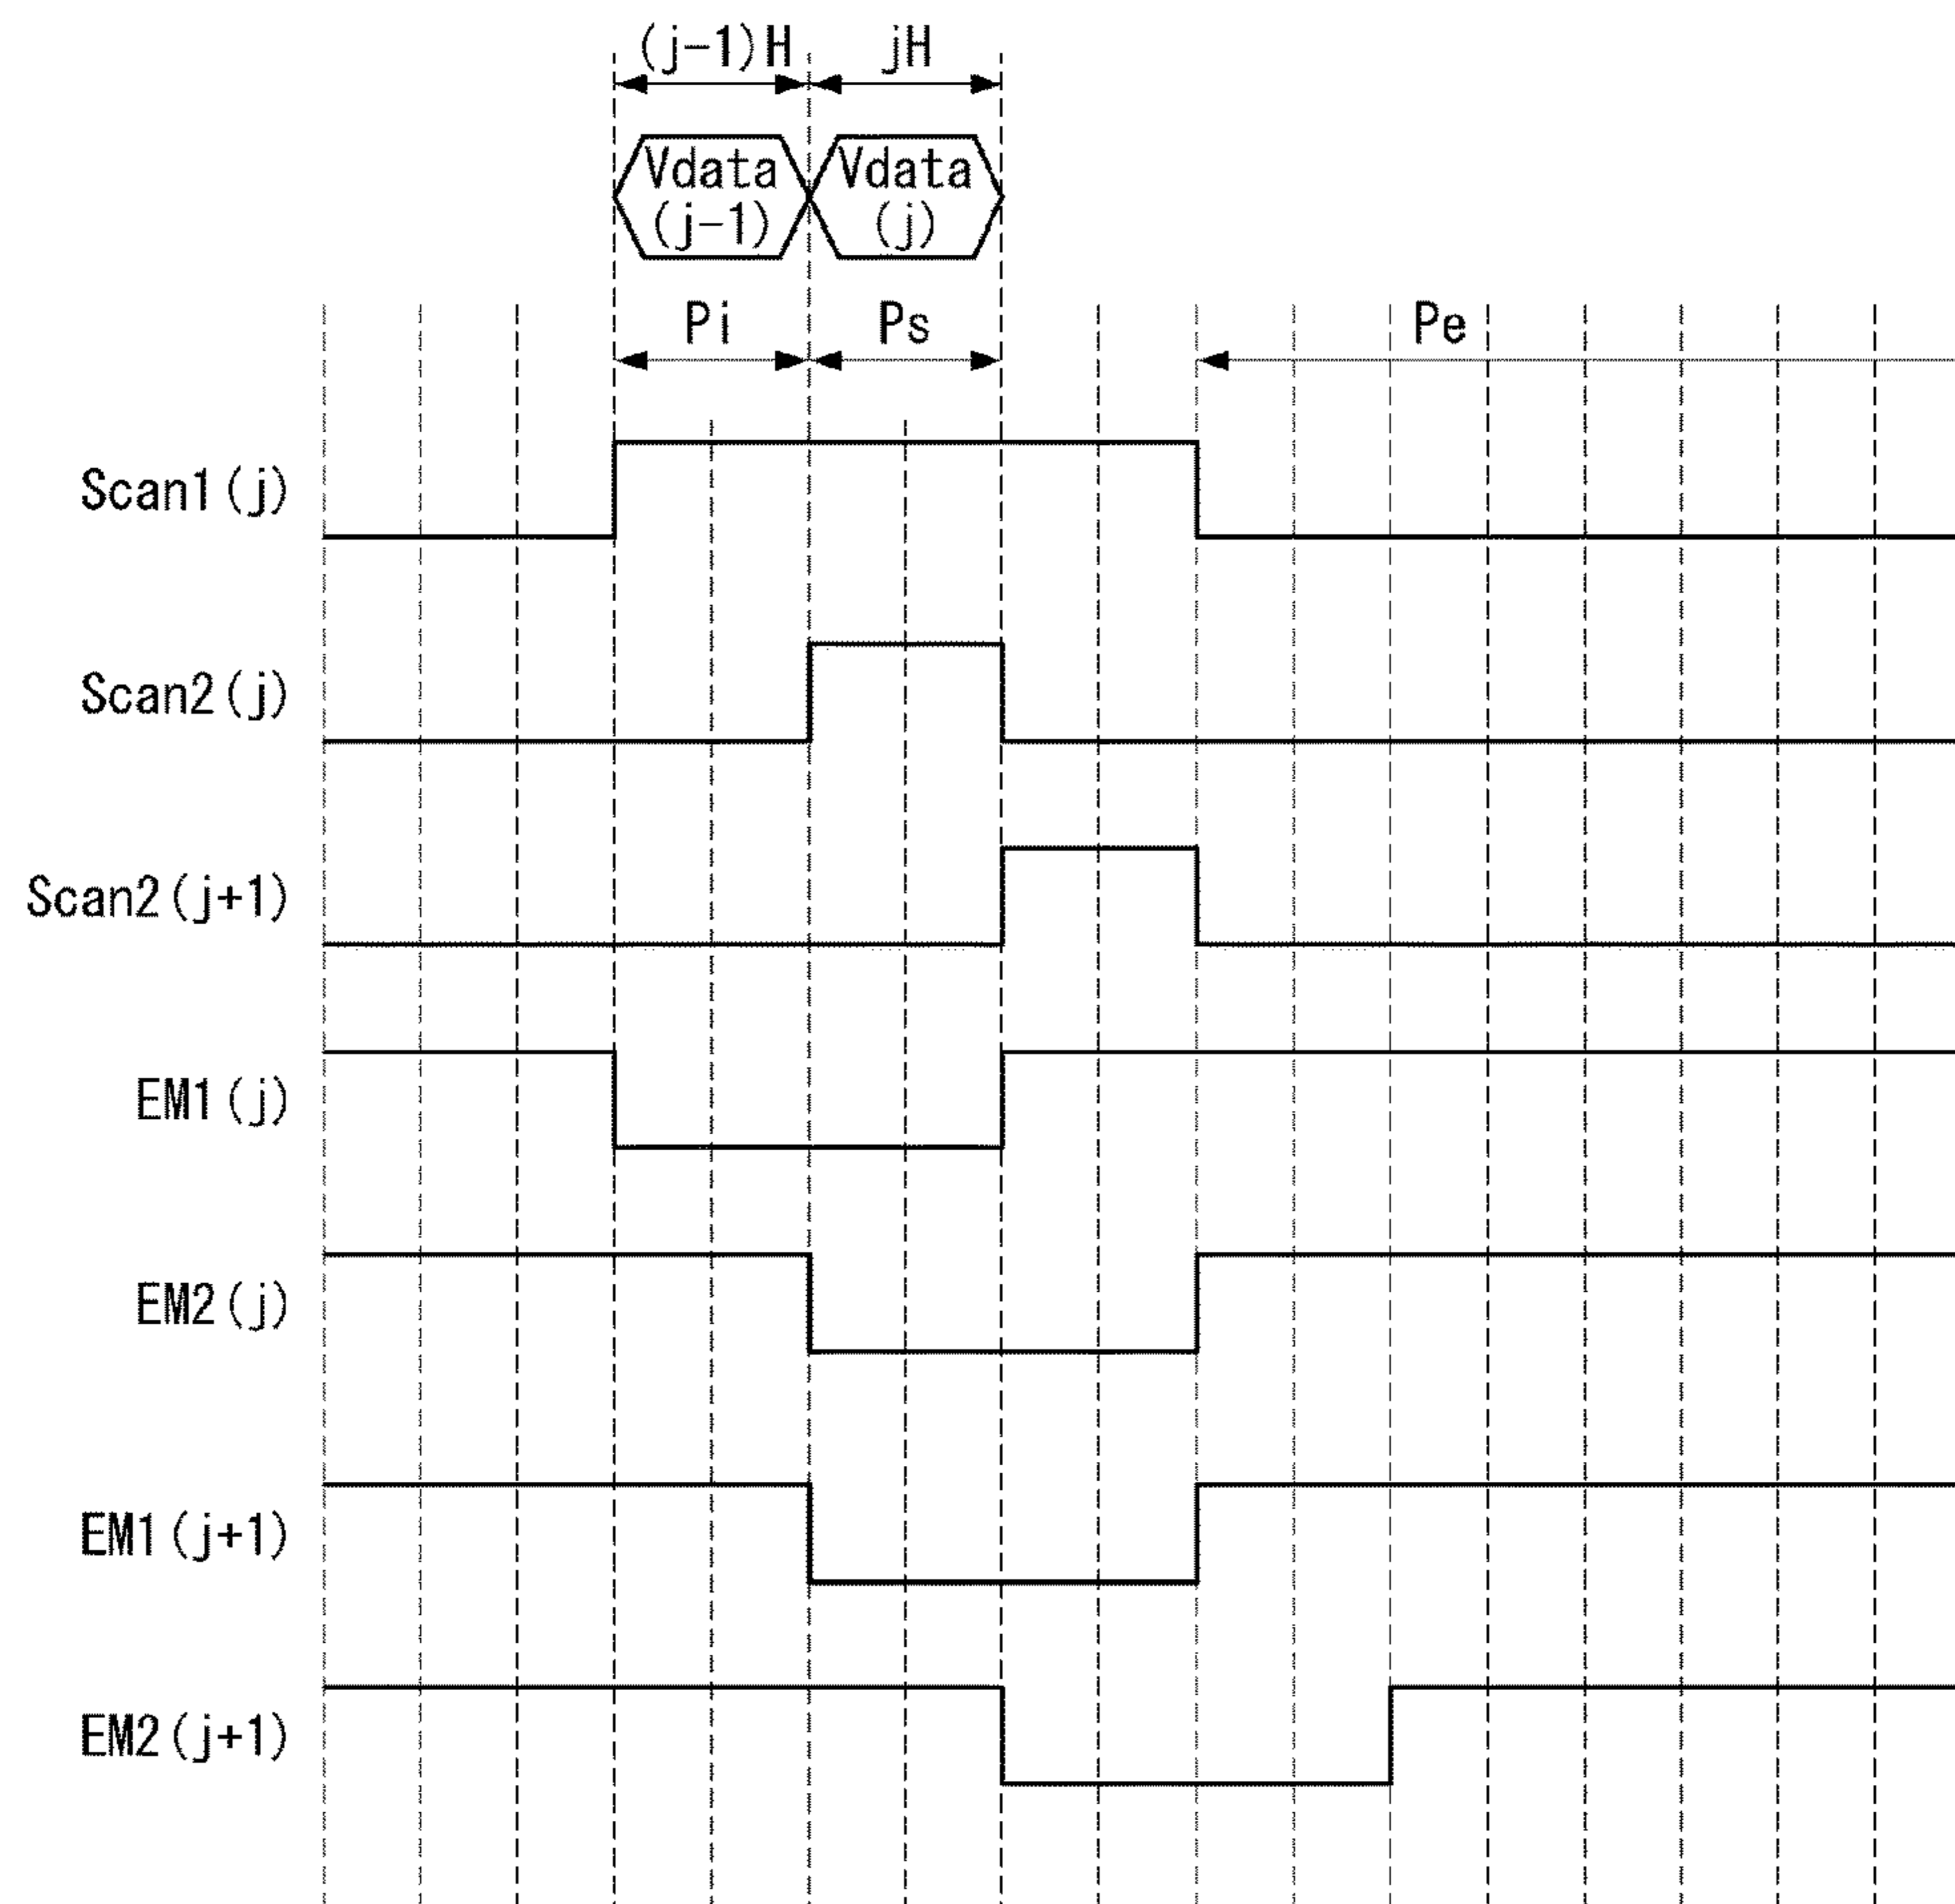 (j-1)H jH
Vdata Vdata
(j-1) (j)
Pi Ps Pe
Scan1(j)
Scan2(j)
Scan2(j+1)
EM1(j)
EM2(j)
EM1(j+1)
EM2(j+1)